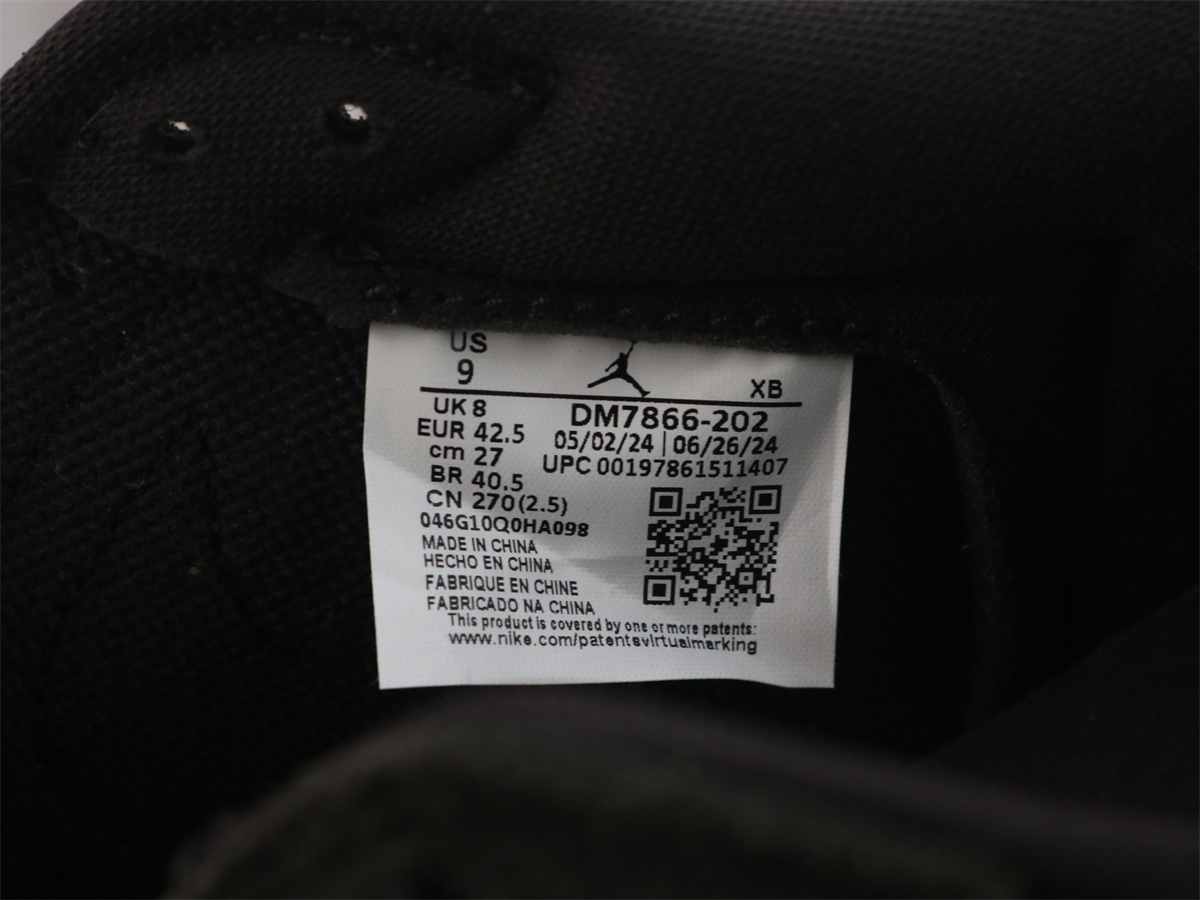 US
9
XB
UK 8
DM7866-202
EUR 42.5
05/02/24 | 06/26/24
cm 27
UPC 00197861511407
BR 40.5
CN 270(2.5)
046G10Q0HA098
MADE IN CHINA
HECHO EN CHINA
FABRIQUE EN CHINE
FABRICADO NA CHINA
This product is covered by one or more patents:
www.nike.com/patentsvirtualmarking